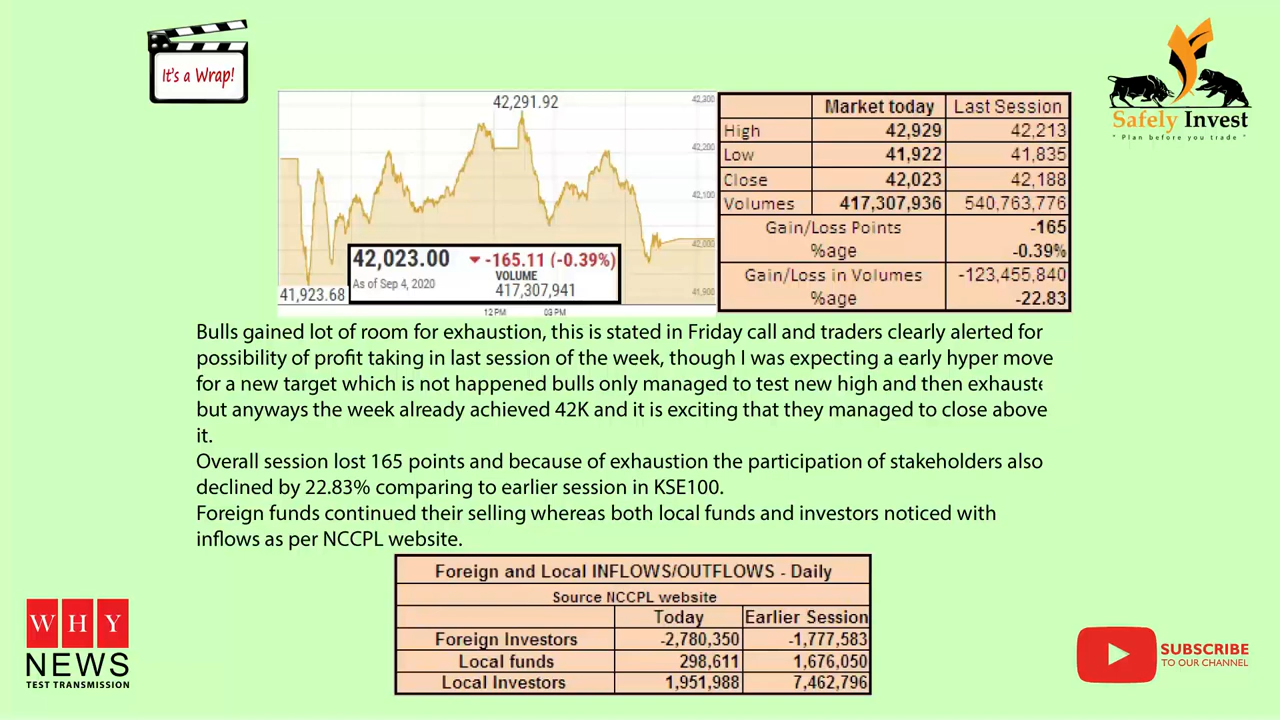 It's a Wrap!
42,291.92
42,300
42,200
42,100
42,000
41,900
41,923.68
12 PM 03 PM
42,023.00 ▼ -165.11 (-0.39%)
As of Sep 4, 2020
VOLUME
417,307,941
Market today Last Session
High 42,929 42,213
Low 41,922 41,835
Close 42,023 42,188
Volumes 417,307,936 540,763,776
Gain/Loss Points -165
%age -0.39%
Gain/Loss in Volumes -123,455,840
%age -22.83
Safely Invest
" Plan before you trade "
Bulls gained lot of room for exhaustion, this is stated in Friday call and traders clearly alerted for
possibility of profit taking in last session of the week, though I was expecting a early hyper move
for a new target which is not happened bulls only managed to test new high and then exhauste
but anyways the week already achieved 42K and it is exciting that they managed to close above
it.
Overall session lost 165 points and because of exhaustion the participation of stakeholders also
declined by 22.83% comparing to earlier session in KSE100.
Foreign funds continued their selling whereas both local funds and investors noticed with
inflows as per NCCPL website.
Foreign and Local INFLOWS/OUTFLOWS - Daily
Source NCCPL website
Today Earlier Session
Foreign Investors -2,780,350 -1,777,583
Local funds 298,611 1,676,050
Local Investors 1,951,988 7,462,796
WHY
NEWS
TEST TRANSMISSION
SUBSCRIBE
TO OUR CHANNEL